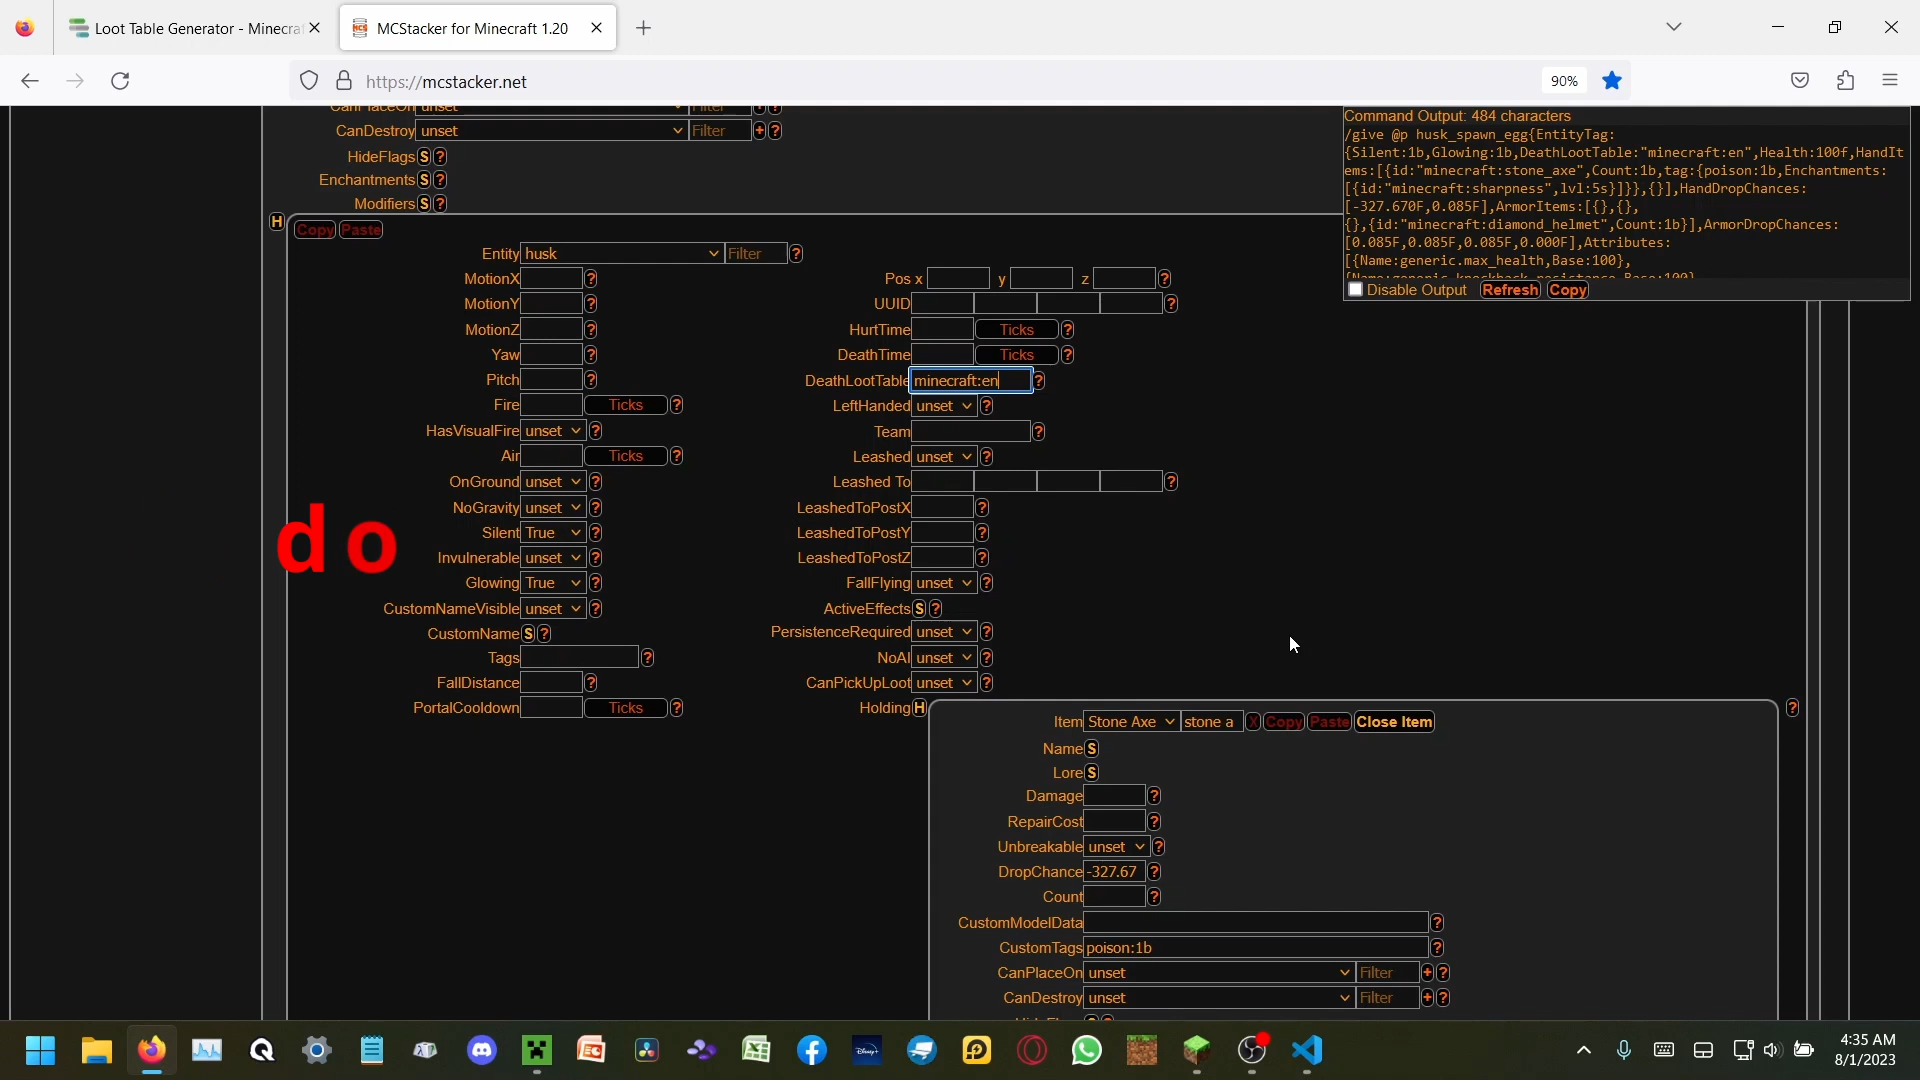 Loot Table Generator - Minecra
MCStacker for Minecraft 1.20
https://mcstacker.net
90%
CanPlaceOn unset Filter + ?
CanDestroy unset Filter + ?
HideFlags S ?
Enchantments S ?
Modifiers S ?
Command Output: 484 characters
/give @p husk_spawn_egg{EntityTag:
{Silent:1b,Glowing:1b,DeathLootTable:"minecraft:en",Health:100f,HandIt
ems:[{id:"minecraft:stone_axe",Count:1b,tag:{poison:1b,Enchantments:
[{id:"minecraft:sharpness",lvl:5s}]}},{}],HandDropChances:
[-327.670F,0.085F],ArmorItems:[{},{},
{},{id:"minecraft:diamond_helmet",Count:1b}],ArmorDropChances:
[0.085F,0.085F,0.085F,0.000F],Attributes:
[{Name:generic.max_health,Base:100},
{Name:generic.knockback_resistance,Base:100}
Disable Output Refresh Copy
H
Copy Paste
Entity husk Filter ?
MotionX ?
MotionY ?
MotionZ ?
Yaw ?
Pitch ?
Fire Ticks ?
HasVisualFire unset ?
Air Ticks ?
OnGround unset ?
NoGravity unset ?
Silent True ?
Invulnerable unset ?
Glowing True ?
CustomNameVisible unset ?
CustomName S ?
Tags ?
FallDistance ?
PortalCooldown Ticks ?
do
Pos x y z ?
UUID ?
HurtTime Ticks ?
DeathTime Ticks ?
DeathLootTable minecraft:en ?
LeftHanded unset ?
Team ?
Leashed unset ?
Leashed To ?
LeashedToPostX ?
LeashedToPostY ?
LeashedToPostZ ?
FallFlying unset ?
ActiveEffects S ?
PersistenceRequired unset ?
NoAI unset ?
CanPickUpLoot unset ?
Holding H ?
Item Stone Axe stone a X Copy Paste Close Item
Name S
Lore S
Damage ?
RepairCost ?
Unbreakable unset ?
DropChance -327.67 ?
Count ?
CustomModelData ?
CustomTags poison:1b ?
CanPlaceOn unset Filter + ?
CanDestroy unset Filter + ?
4:35 AM
8/1/2023